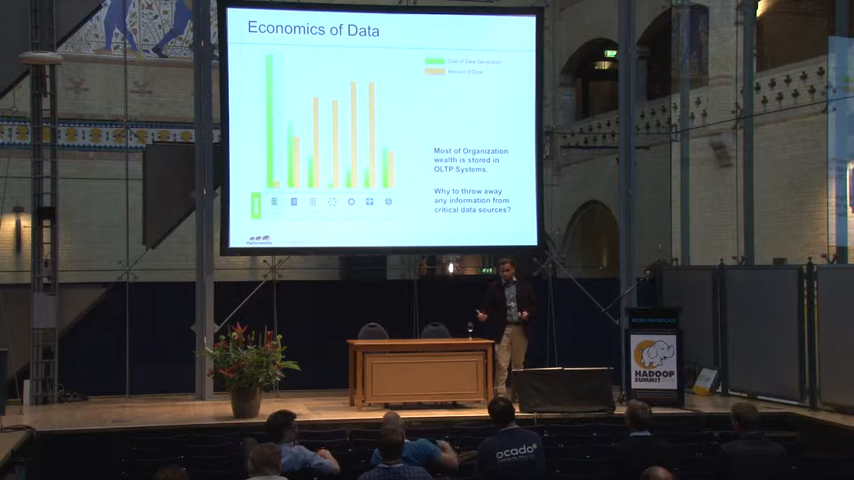 Economics of Data
Cost of Data Generation
Amount of Data
Most of Organization
wealth is stored in
OLTP Systems
Why to throw away
any information from
critical data sources?
HADOOP
SUMMIT
ocado